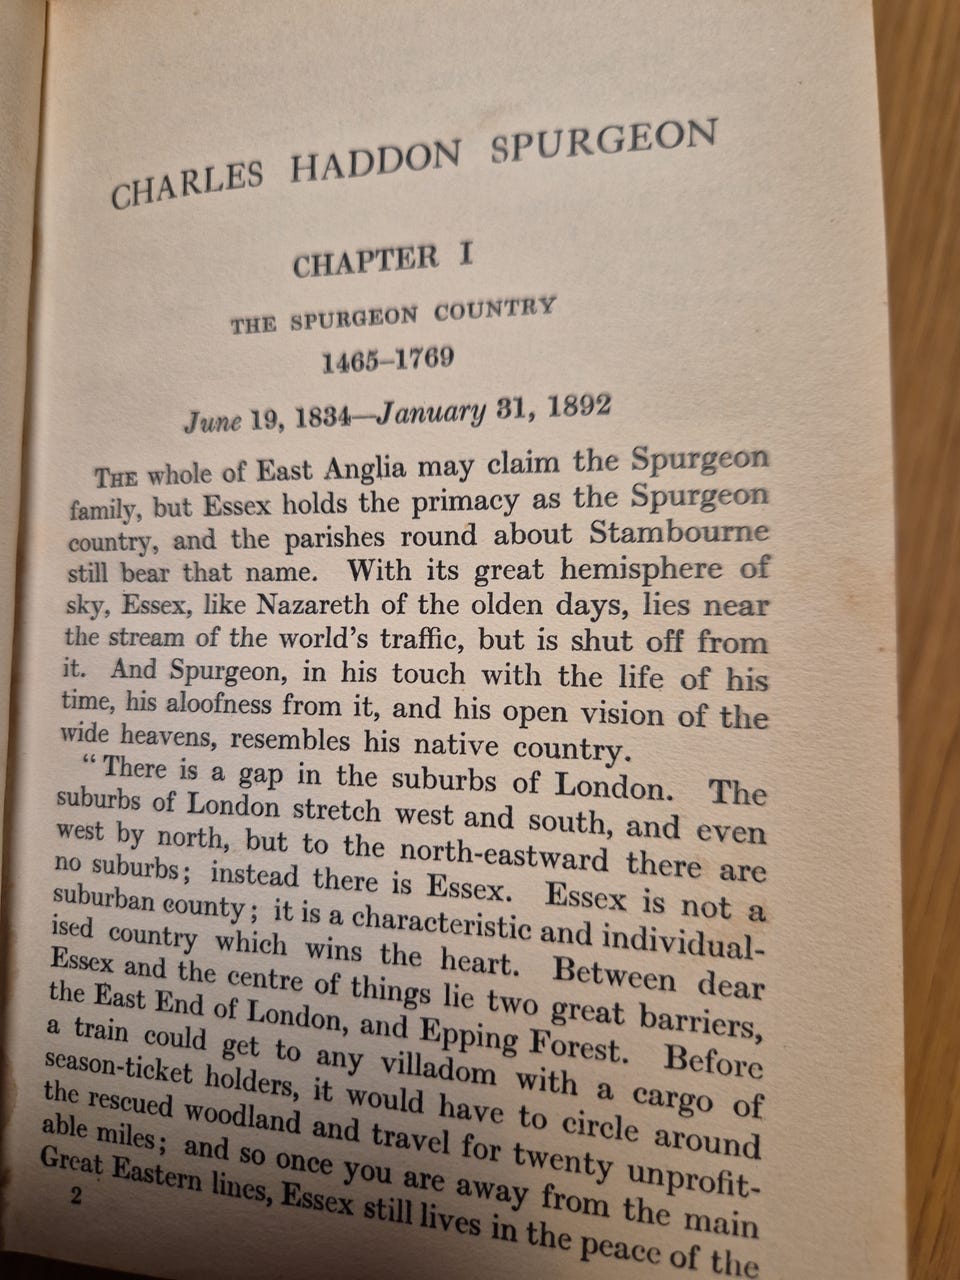 CHARLES HADDON SPURGEON
CHAPTER I
THE SPURGEON COUNTRY
1465–1769
June 19, 1834—January 31, 1892
THE whole of East Anglia may claim the Spurgeon
family, but Essex holds the primacy as the Spurgeon
country, and the parishes round about Stambourne
still bear that name. With its great hemisphere of
sky, Essex, like Nazareth of the olden days, lies near
the stream of the world's traffic, but is shut off from
it. And Spurgeon, in his touch with the life of his
time, his aloofness from it, and his open vision of the
wide heavens, resembles his native country.
“There is a gap in the suburbs of London. The
suburbs of London stretch west and south, and even
west by north, but to the north-eastward there are
no suburbs; instead there is Essex. Essex is not a
suburban county; it is a characteristic and individual-
ised country which wins the heart. Between dear
Essex and the centre of things lie two great barriers,
the East End of London, and Epping Forest. Before
a train could get to any villadom with a cargo of
season-ticket holders, it would have to circle around
the rescued woodland and travel for twenty unprofit-
able miles; and so once you are away from the main
Great Eastern lines, Essex still lives in the peace of the
2